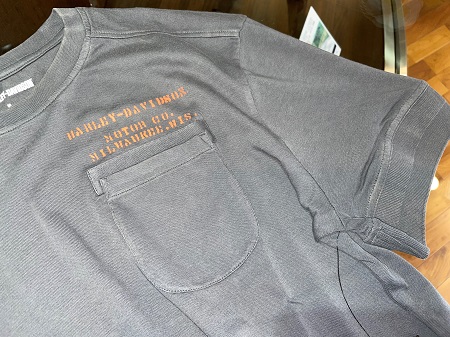 HARLEY-DAVIDSON
MOTOR CO.
MILWAUKEE, WIS.